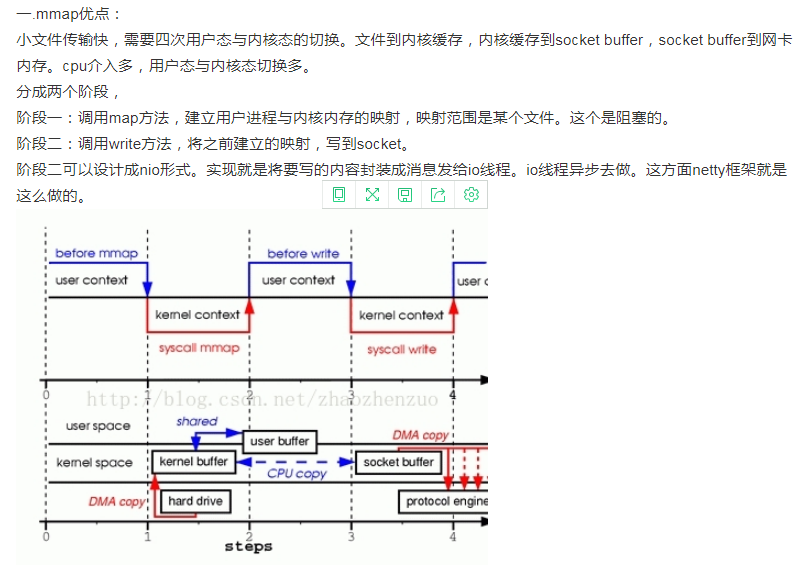 一.mmap优点：
小文件传输快，需要四次用户态与内核态的切换。文件到内核缓存，内核缓存到socket buffer，socket buffer到网卡
内存。cpu介入多，用户态与内核态切换多。
分成两个阶段，
阶段一：调用map方法，建立用户进程与内核内存的映射，映射范围是某个文件。这个是阻塞的。
阶段二：调用write方法，将之前建立的映射，写到socket。
阶段二可以设计成nio形式。实现就是将要写的内容封装成消息发给io线程。io线程异步去做。这方面netty框架就是
这么做的。
before mmap
before write
user context
user context
user c
kernel context
kernel context
syscall mmap
syscall write
0 1 2 3 4
http://blog.csdn.net/zhaozhenzuo
user space
shared
user buffer
DMA copy
kernel space
kernel buffer
CPU copy
socket buffer
DMA copy
hard drive
protocol engine
0 1 2 3 4
steps